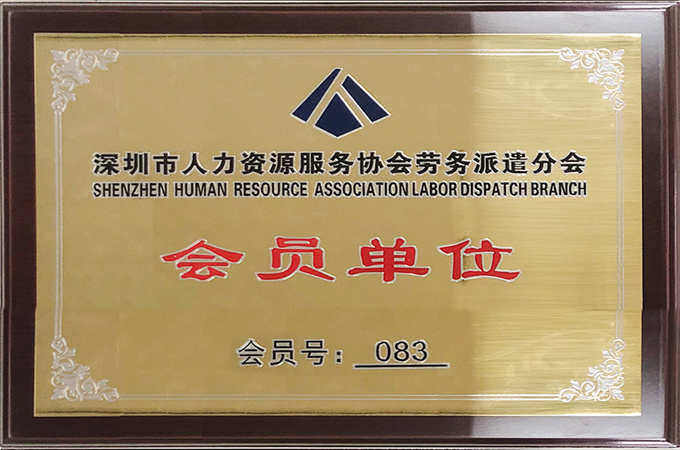 深圳市人力资源服务协会劳务派遣分会
SHENZHEN HUMAN RESOURCE ASSOCIATION LABOR DISPATCH BRANCH
会员单位
会员号：083